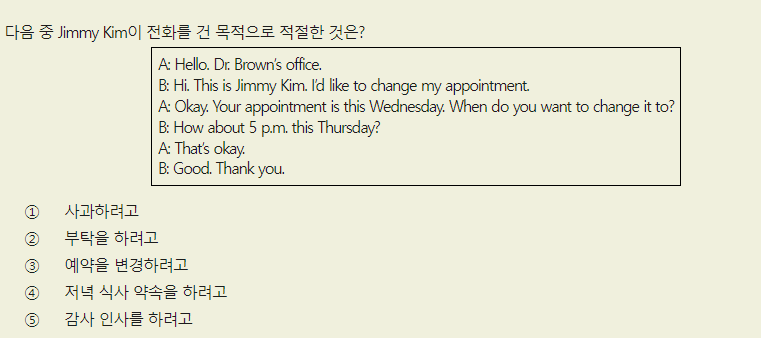 다음 중 Jimmy Kim이 전화를 건 목적으로 적절한 것은?
A: Hello. Dr. Brown's office.
B: Hi. This is Jimmy Kim. I'd like to change my appointment.
A: Okay. Your appointment is this Wednesday. When do you want to change it to?
B: How about 5 p.m. this Thursday?
A: That's okay.
B: Good. Thank you.
① 사과하려고
② 부탁을 하려고
③ 예약을 변경하려고
④ 저녁 식사 약속을 하려고
⑤ 감사 인사를 하려고